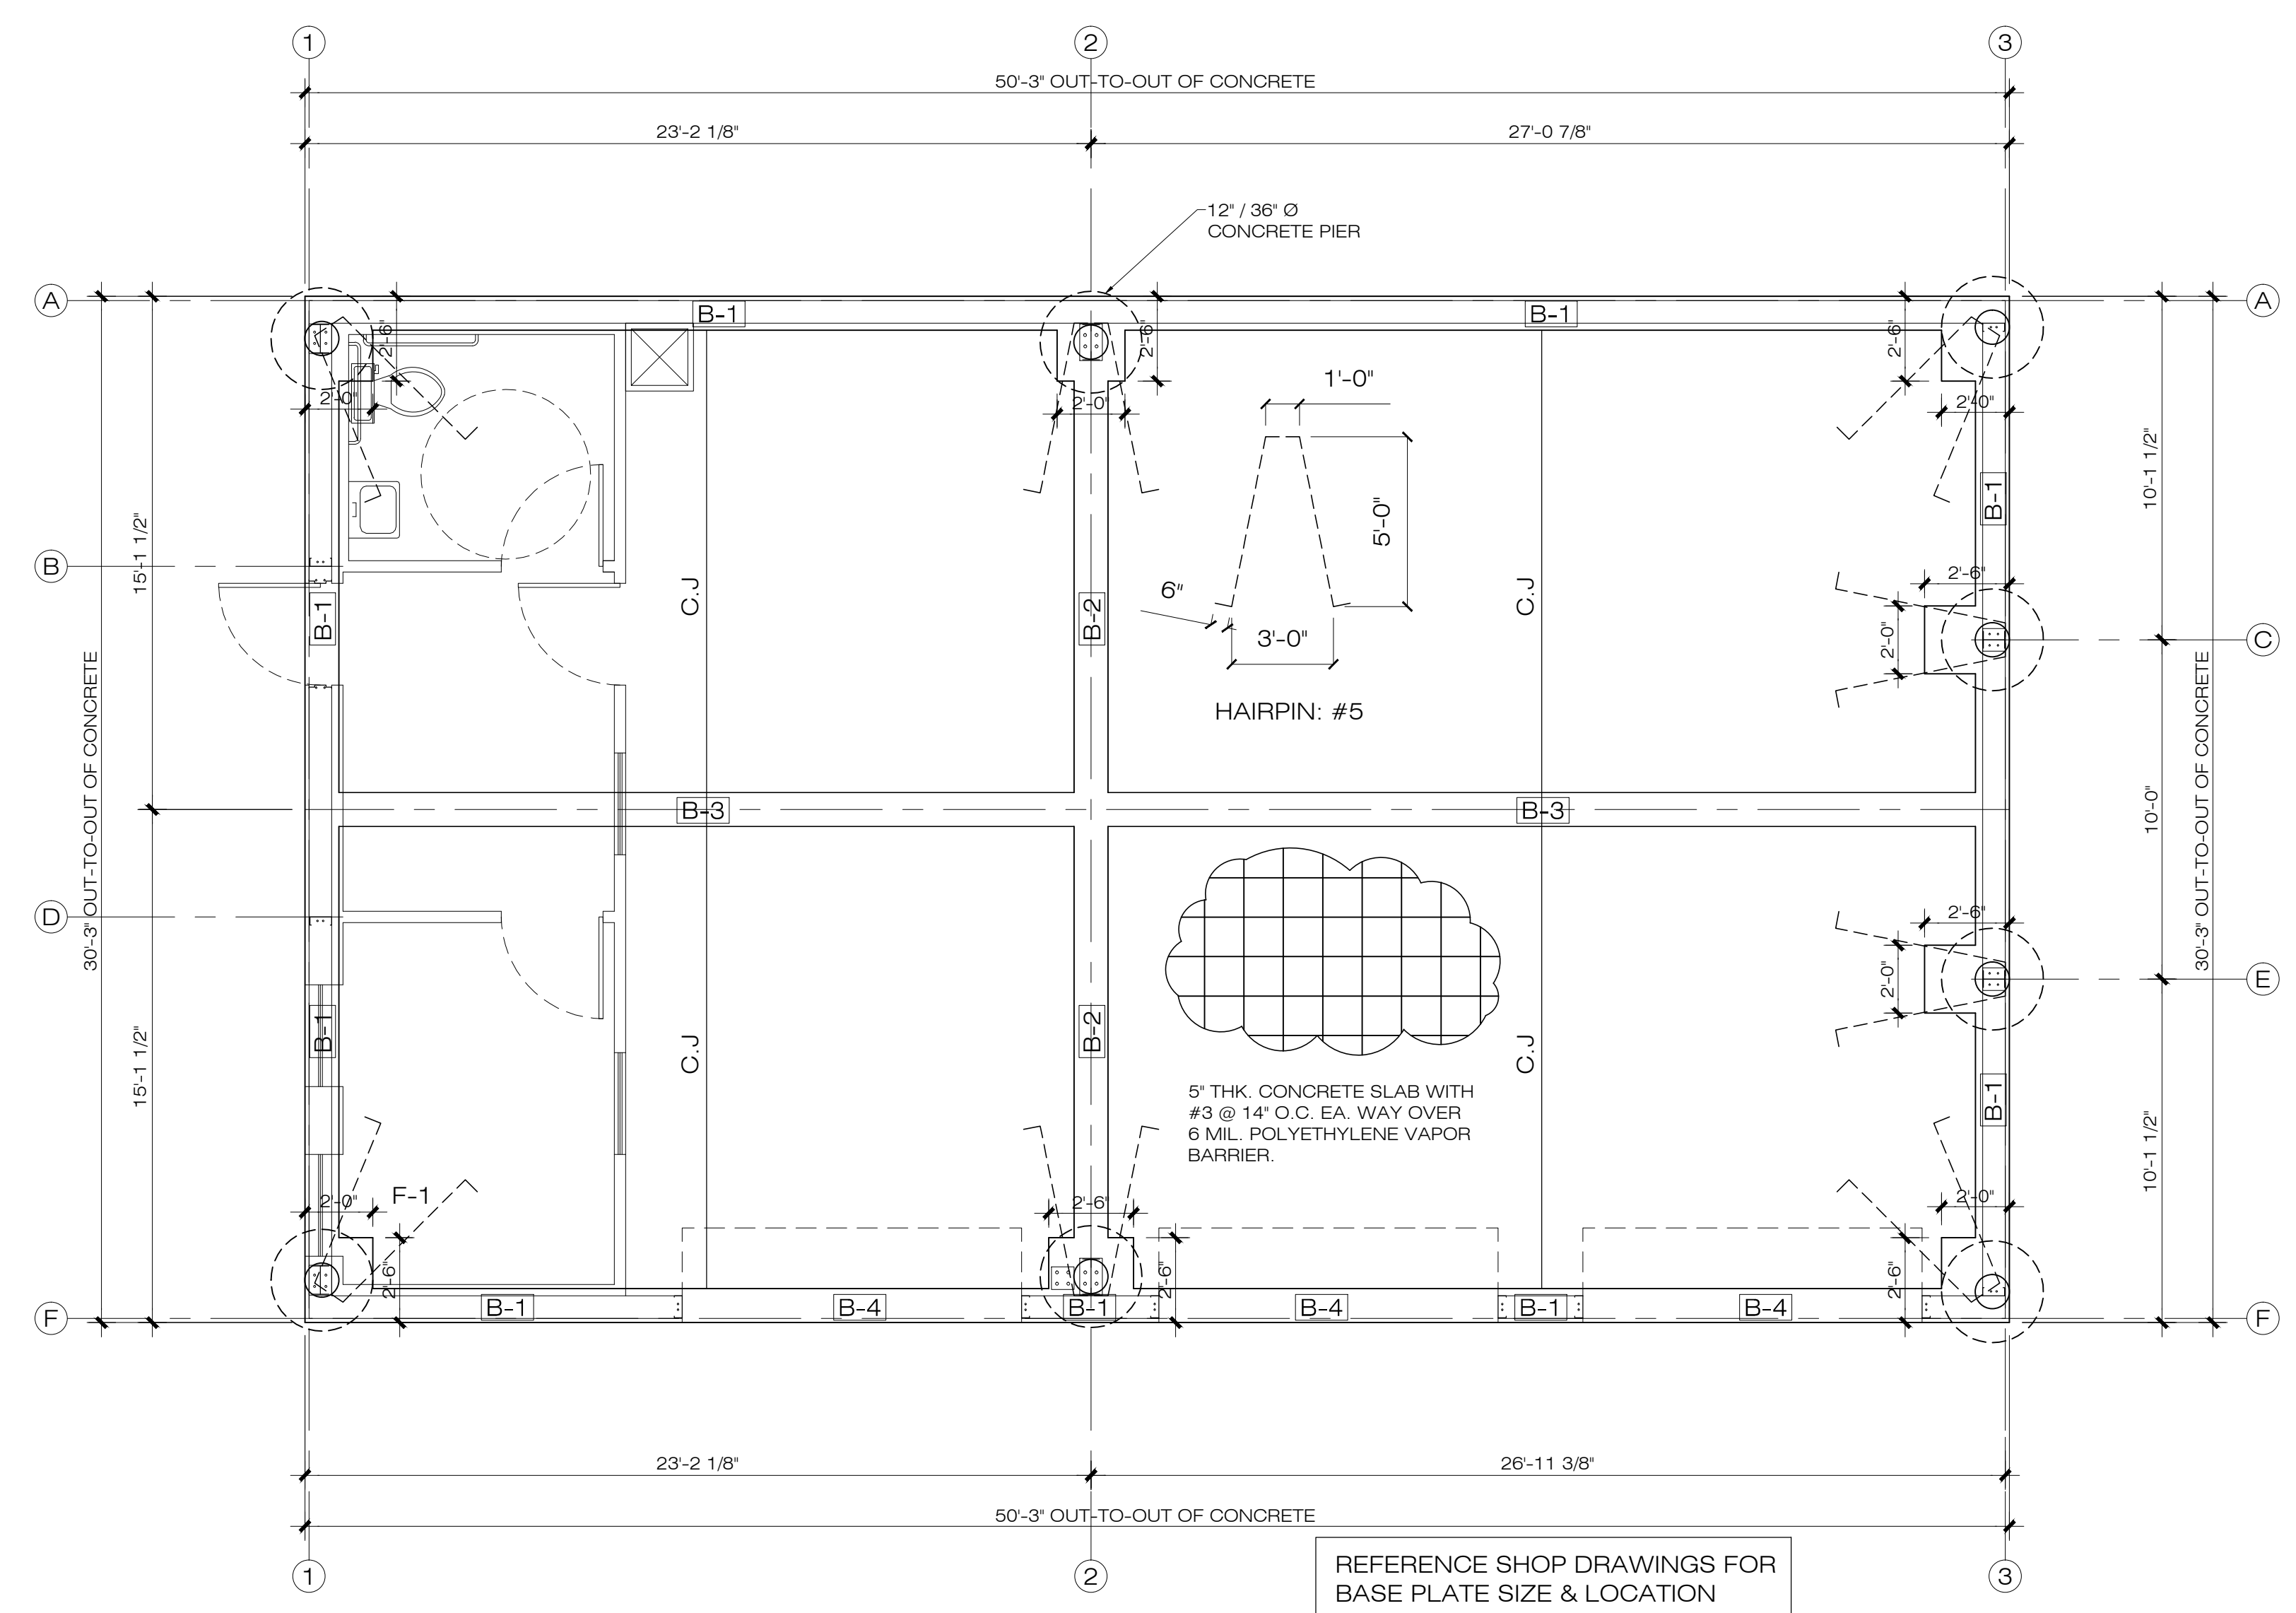 1
2
3
50'-3" OUT-TO-OUT OF CONCRETE
23'-2 1/8"
27'-0 7/8"
12" / 36" Ø
CONCRETE PIER
A
A
B-1
B-1
2'-6"
2'-6"
2'-6"
2'-0"
2'-0"
2'-0"
1'-0"
5'-0"
6"
3'-0"
HAIRPIN: #5
15'-1 1/2"
10'-1 1/2"
B-1
B
C.J
C.J
B-1
B-2
2'-6"
2'-0"
C
30'-3" OUT-TO-OUT OF CONCRETE
30'-3" OUT-TO-OUT OF CONCRETE
B-3
B-3
10'-0"
D
2'-6"
2'-0"
E
B-1
B-2
C.J
C.J
15'-1 1/2"
5" THK. CONCRETE SLAB WITH
#3 @ 14" O.C. EA. WAY OVER
6 MIL. POLYETHYLENE VAPOR
BARRIER.
B-1
10'-1 1/2"
F-1
2'-0"
2'-6"
2'-0"
2'-6"
2'-6"
2'-6"
F
B-1
B-4
B-1
B-4
B-1
B-4
F
23'-2 1/8"
26'-11 3/8"
50'-3" OUT-TO-OUT OF CONCRETE
1
2
3
REFERENCE SHOP DRAWINGS FOR
BASE PLATE SIZE & LOCATION